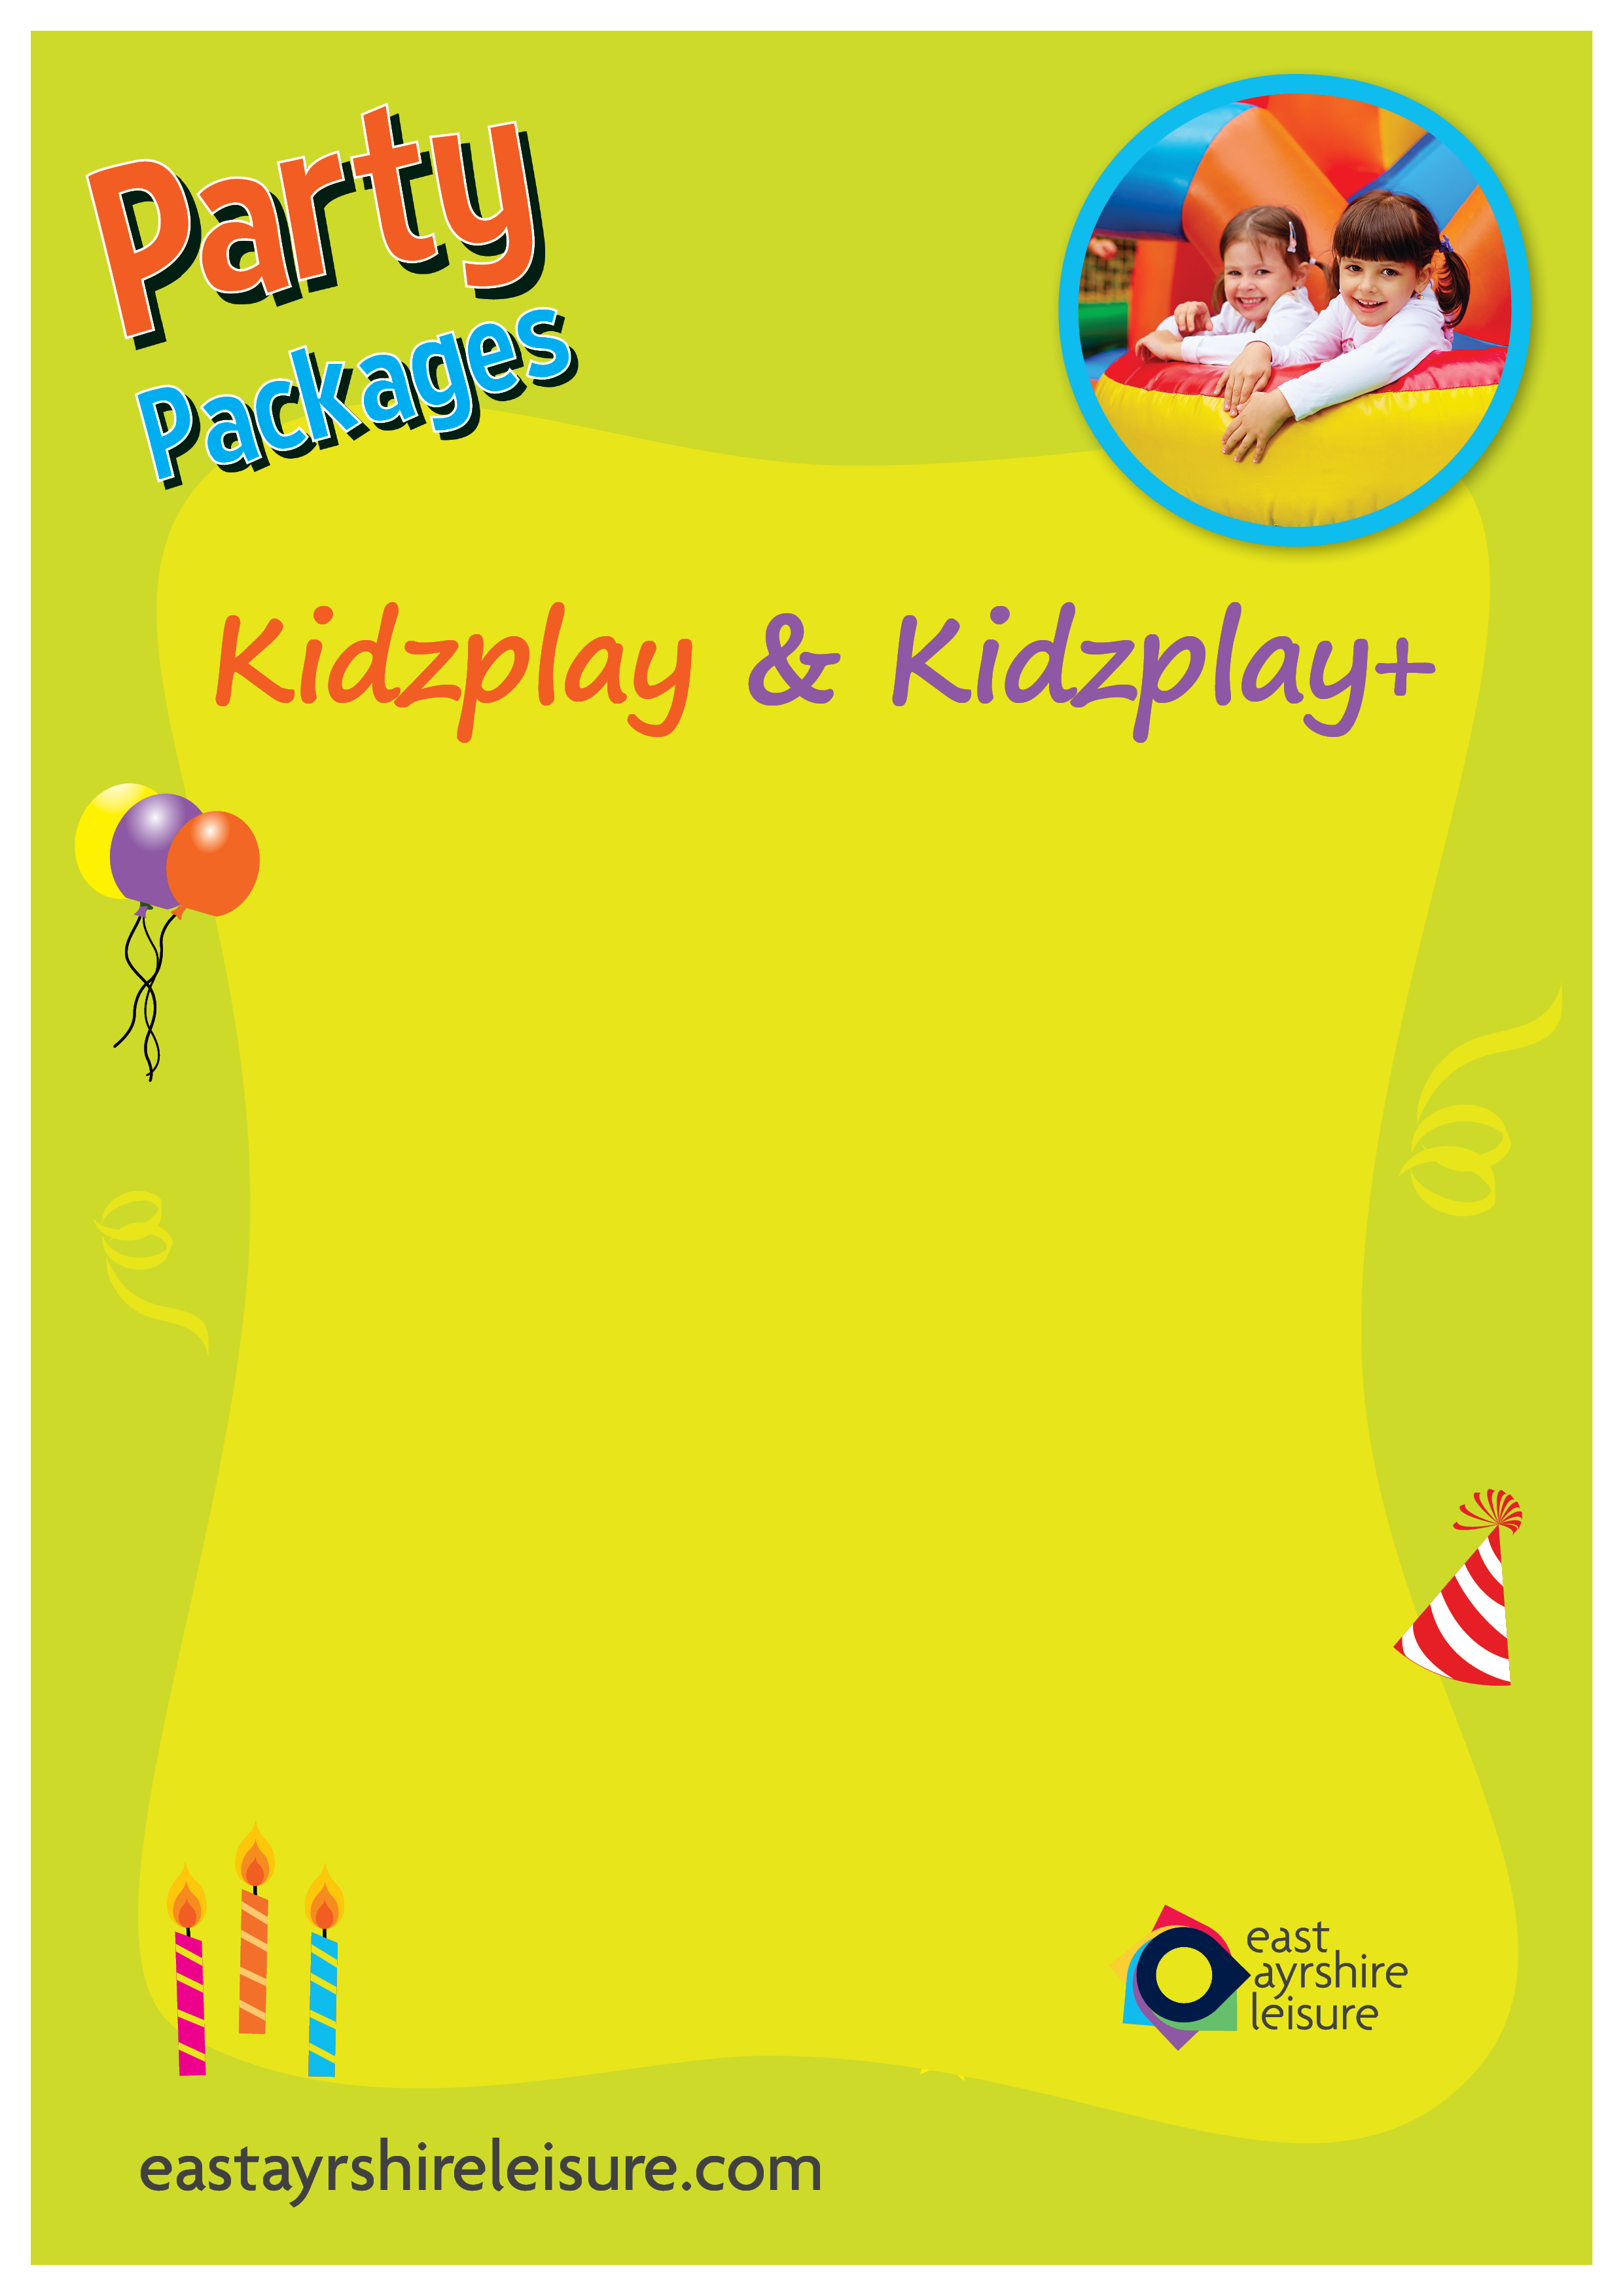 Party
Packages
Kidzplay & Kidzplay+
east
ayrshire
leisure
eastayrshireleisure.com